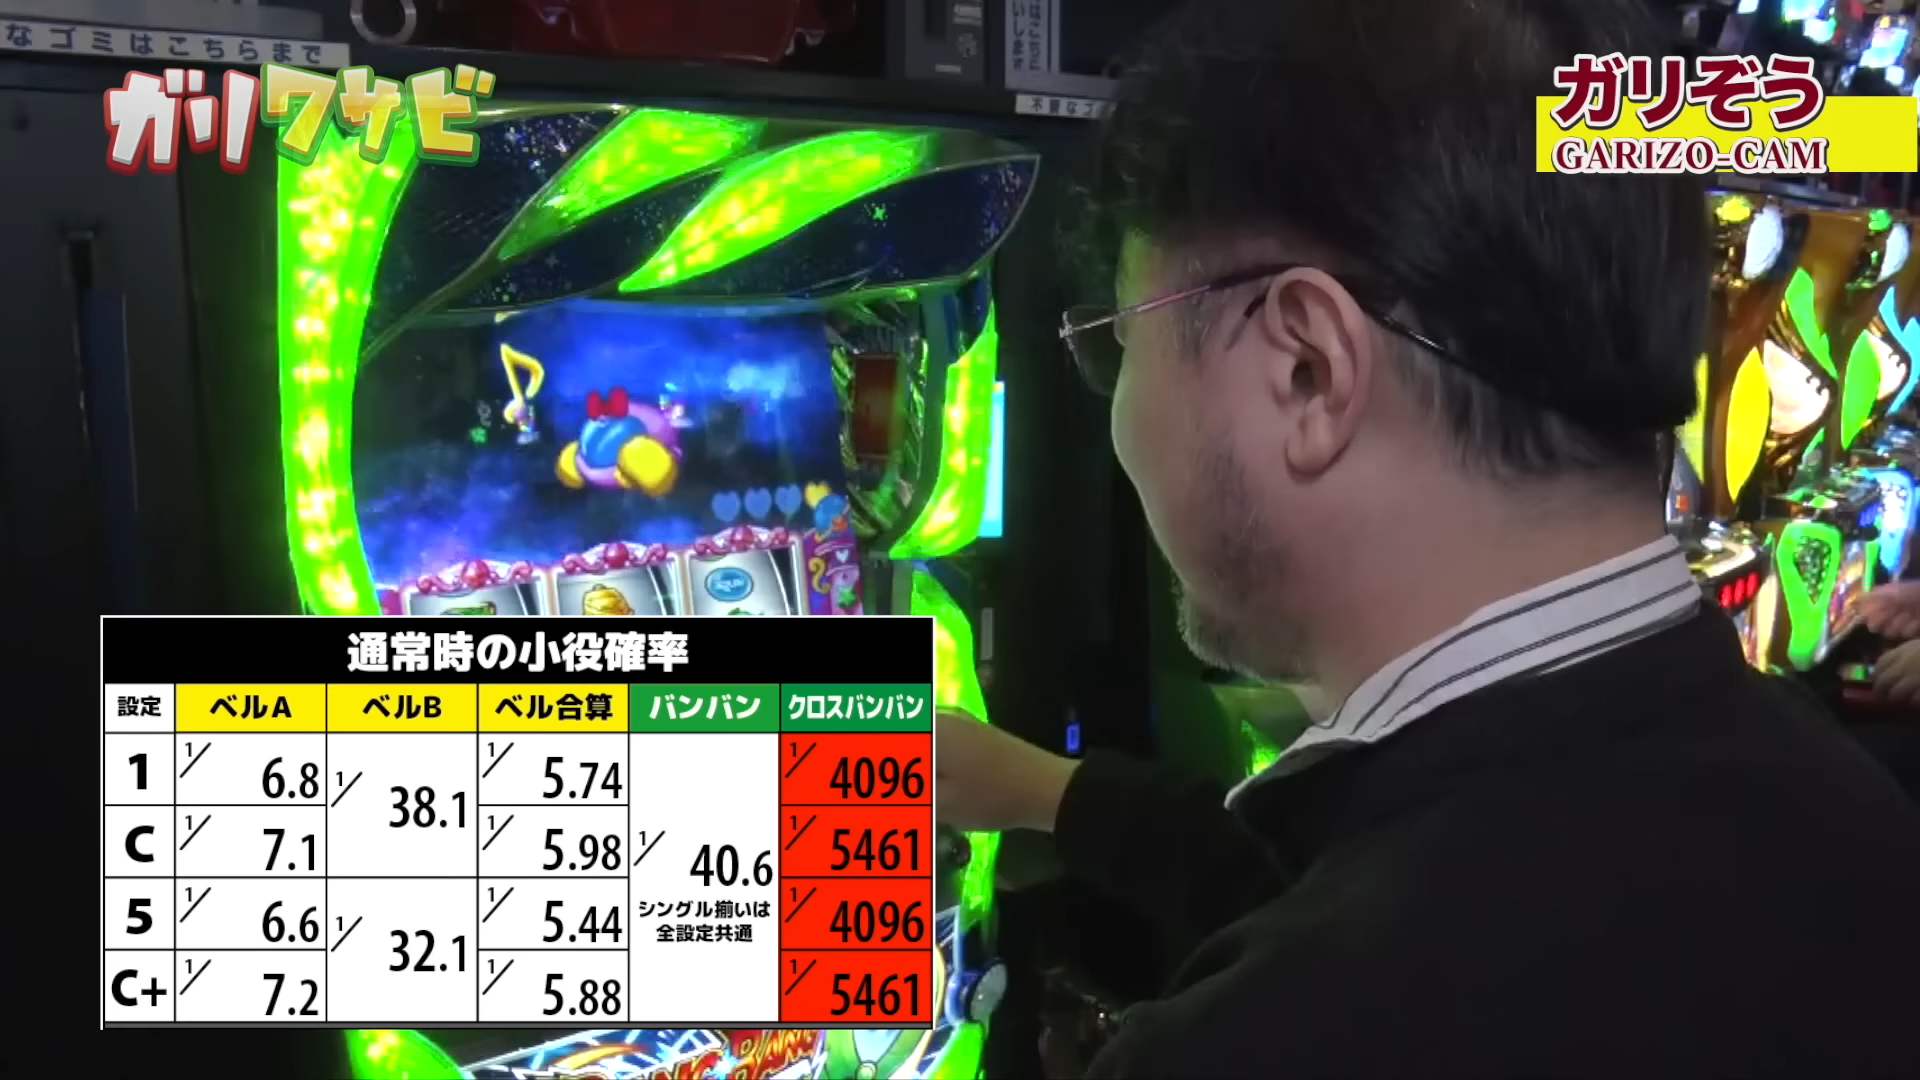 なゴミはこちらまで
ガリワサビ
ガリぞう
GARIZO-CAM
不要なゴ
通常時の小役確率
設定 ベルA ベルB ベル合算 バンバン クロスバンバン
1 1/6.8 1/38.1 1/5.74 1/40.6 1/4096
C 1/7.1 1/5.98 1/5461
シングル揃いは
全設定共通
5 1/6.6 1/32.1 1/5.44 1/4096
C+ 1/7.2 1/5.88 1/5461